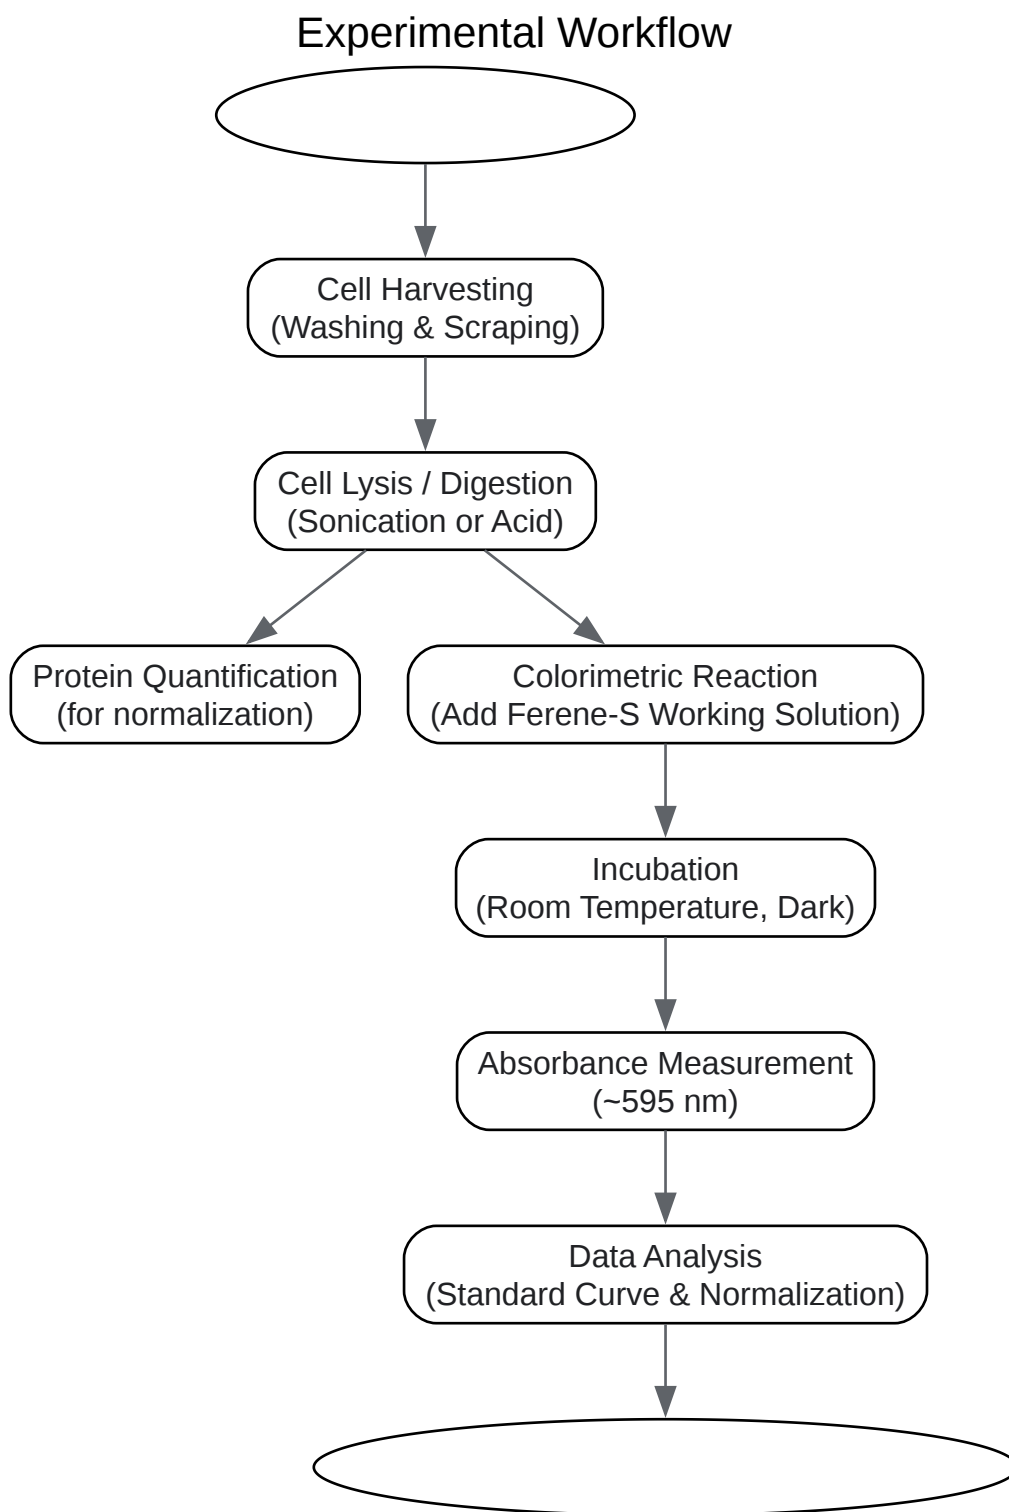 Experimental Workflow
Cell Harvesting
(Washing & Scraping)
Cell Lysis / Digestion
(Sonication or Acid)
Protein Quantification
(for normalization)
Colorimetric Reaction
(Add Ferene-S Working Solution)
Incubation
(Room Temperature, Dark)
Absorbance Measurement
(~595 nm)
Data Analysis
(Standard Curve & Normalization)